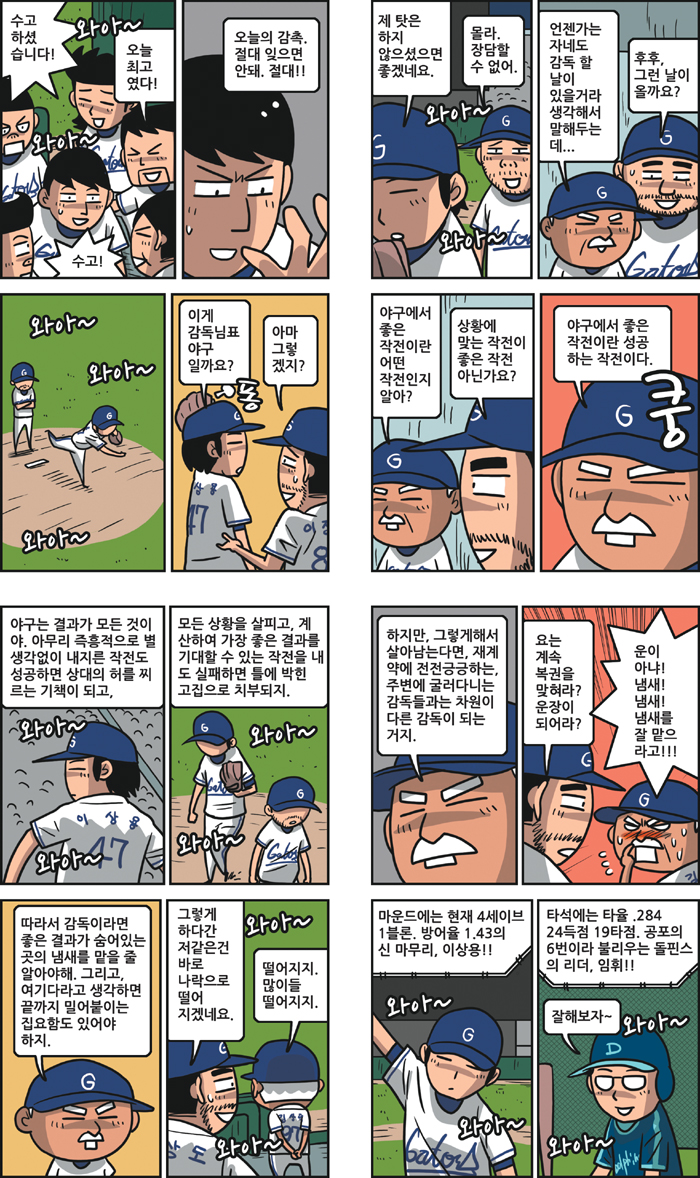 수고
하셨
습니다!
오늘
최고
였다!
와아~
와아~
수고!
오늘의 감촉.
절대 잊으면
안돼. 절대!!
제 탓은
하지
않으셨으면
좋겠네요.
몰라.
장담할
수 없어.
와아~
와아~
G
Gators
언젠가는
자네도
감독 할
날이
있을거라
생각해서
말해두는
데...
후후,
그런 날이
올까요?
G
G
Gators
와아~
와아~
와아~
G
G
이게
감독님표
야구
일까요?
아마
그렇
겠지?
퐁
G
상용
47
이
8
야구에서
좋은
작전이란
어떤
작전인지
알아?
상황에
맞는 작전이
좋은 작전
아닌가요?
G
야구에서 좋은
작전이란 성공
하는 작전이다.
쿵
G
야구는 결과가 모든 것이
야. 아무리 즉흥적으로 별
생각없이 내지른 작전도
성공하면 상대의 허를 찌
르는 기책이 되고,
와아~
이상용
47
와아~
모든 상황을 살피고, 계
산하여 가장 좋은 결과를
기대할 수 있는 작전을 내
도 실패하면 틀에 박힌
고집으로 치부되지.
와아~
와아~
G
G
Gators
하지만, 그렇게해서
살아남는다면, 재계
약에 전전긍긍하는,
주변에 굴러다니는
감독들과는 차원이
다른 감독이 되는
거지.
요는
계속
복권을
맞혀라?
운장이
되어라?
운이
아냐!
냄새!
냄새!
냄새를
잘 맡으
라고!!!
G
G
따라서 감독이라면
좋은 결과가 숨어있는
곳의 냄새를 맡을 줄
알아야해. 그리고,
여기다라고 생각하면
끝까지 밀어붙이는
집요함도 있어야
하지.
G
그렇게
하다간
저같은건
바로
나락으로
떨어
지겠네요.
와아~
떨어지지.
많이들
떨어지지.
G
상도
와아~
마운드에는 현재 4세이브
1블론. 방어율 1.43의
신 마무리, 이상용!!
와아~
G
Gators
와아~
타석에는 타율 .284
24득점 19타점. 공포의
6번이라 불리우는 돌핀스
의 리더, 임휘!!
잘해보자~
와아~
D
와아~